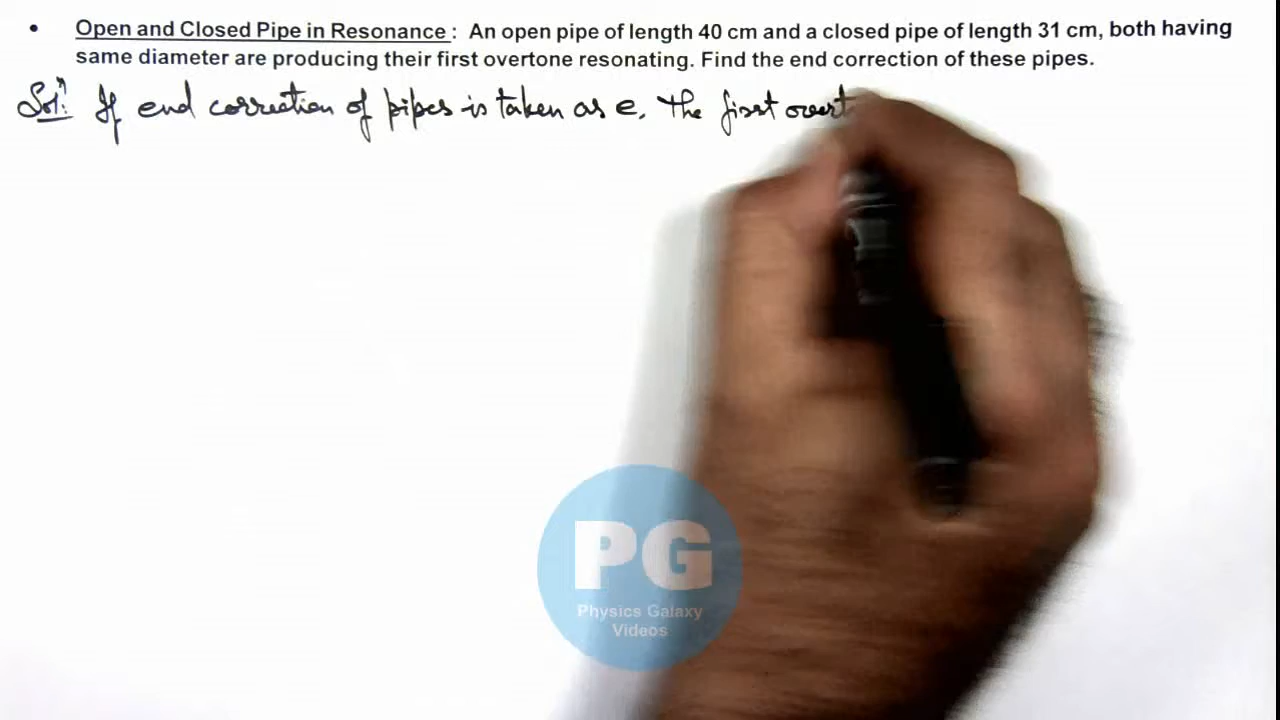 • Open and Closed Pipe in Resonance : An open pipe of length 40 cm and a closed pipe of length 31 cm, both having
same diameter are producing their first overtone resonating. Find the end correction of these pipes.
Solⁿ: If end correction of pipes is taken as e, The first overt
PG
Physics Galaxy
Videos